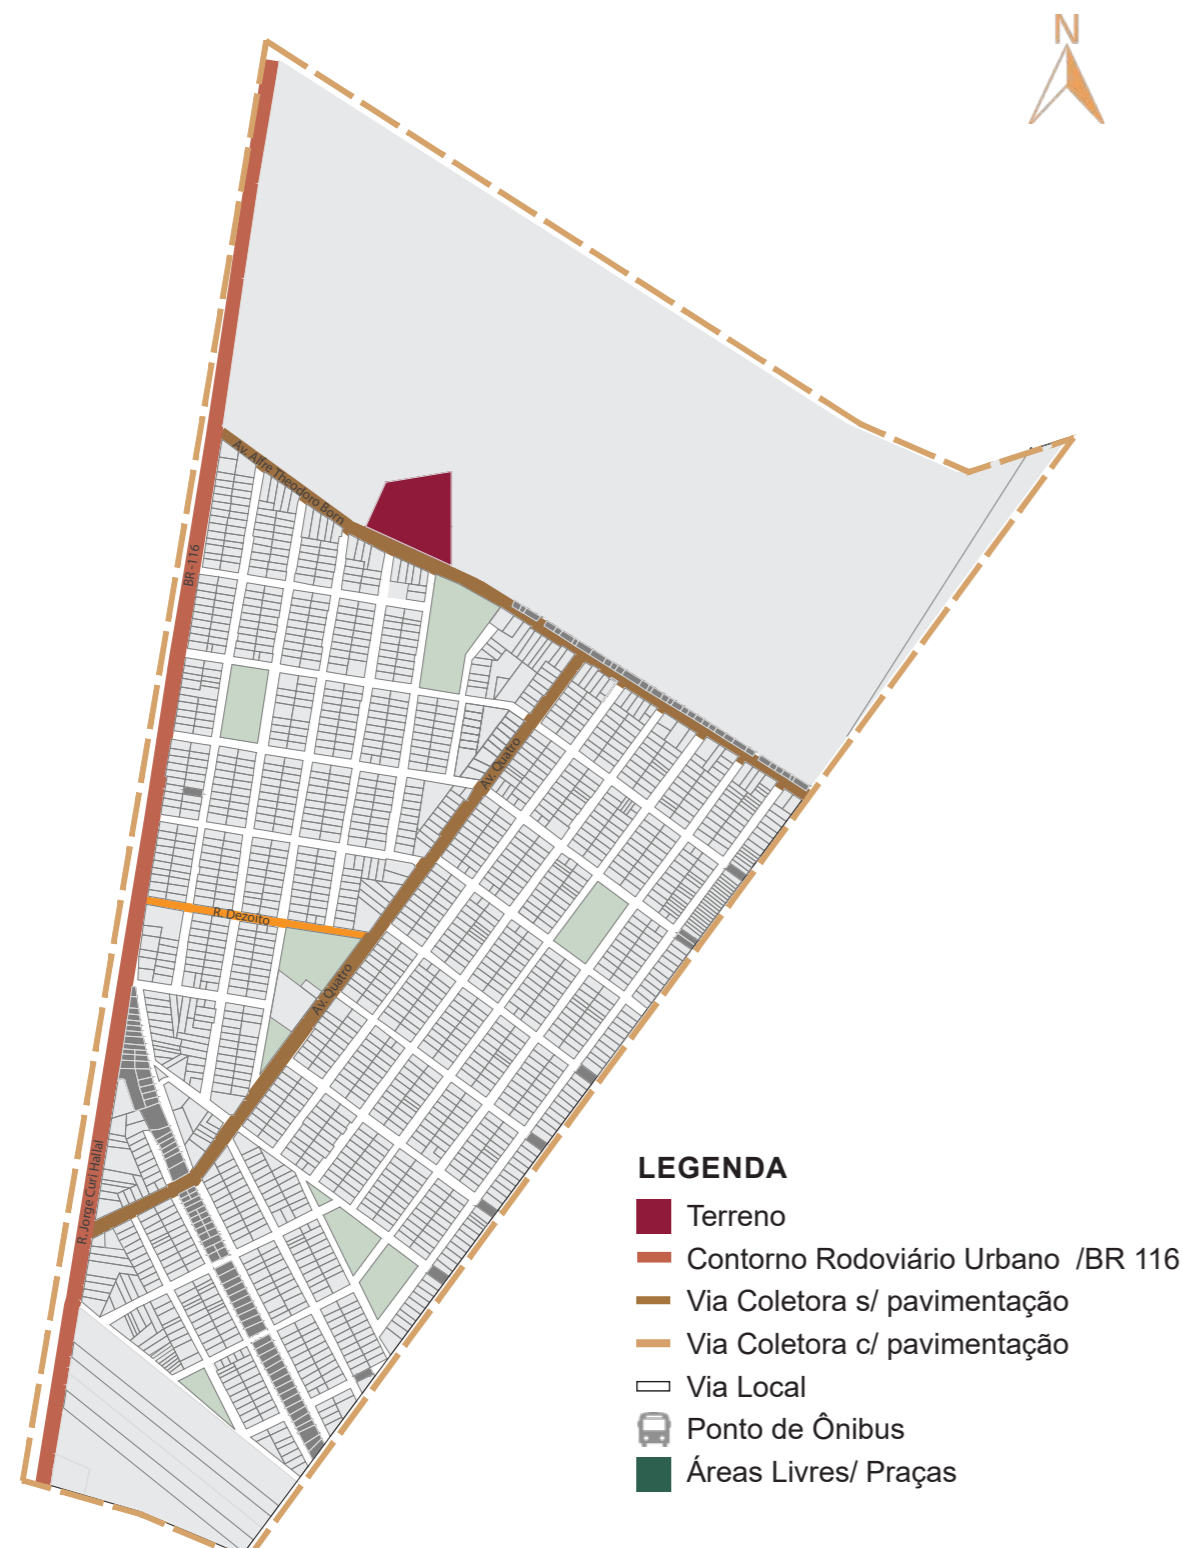 N
Av. Alfre Theodoro Born
BR -116
Av. Quatro
R. Dezoito
Av. Quatro
R. Jorge Curi Hallal
LEGENDA
Terreno
Contorno Rodoviário Urbano /BR 116
Via Coletora s/ pavimentação
Via Coletora c/ pavimentação
Via Local
Ponto de Ônibus
Áreas Livres/ Praças